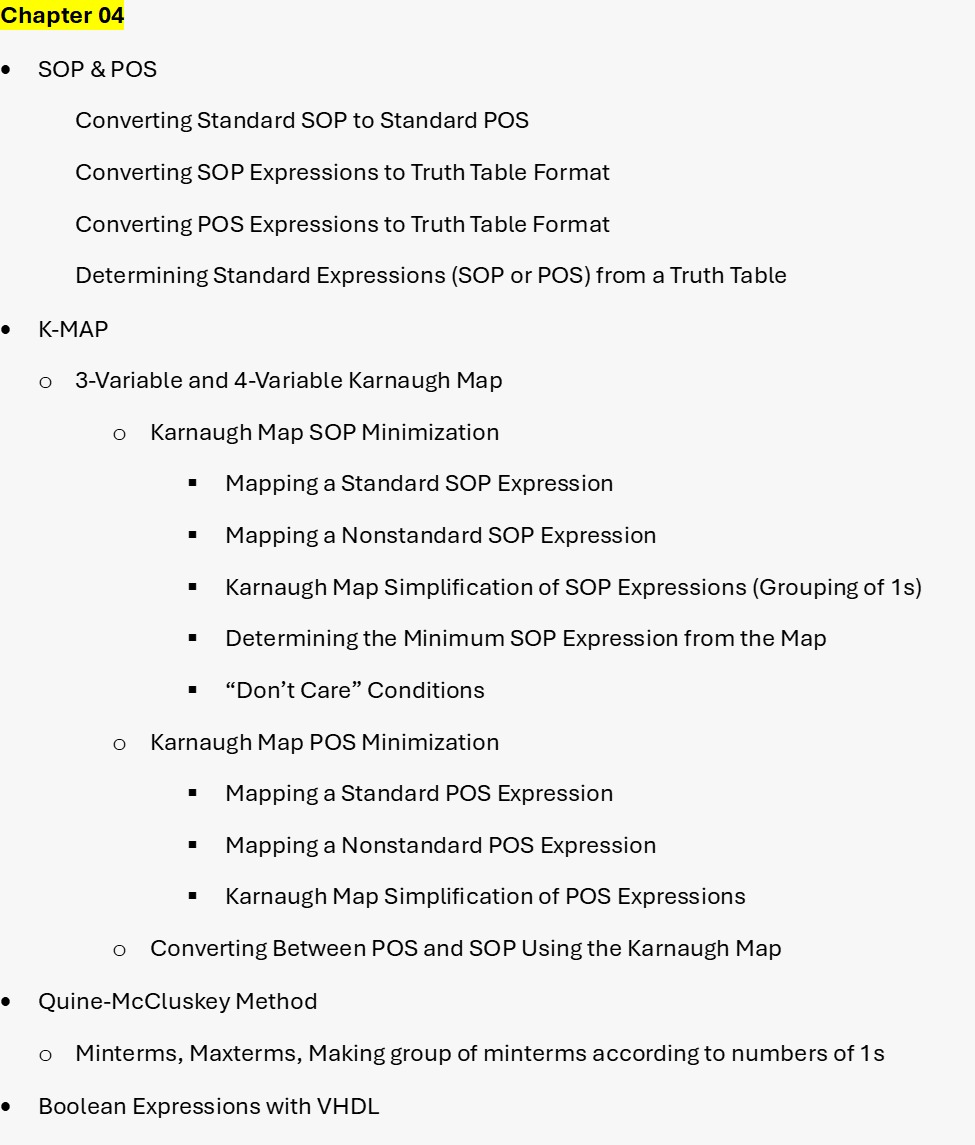 Chapter 04
• SOP & POS
Converting Standard SOP to Standard POS
Converting SOP Expressions to Truth Table Format
Converting POS Expressions to Truth Table Format
Determining Standard Expressions (SOP or POS) from a Truth Table
• K-MAP
o 3-Variable and 4-Variable Karnaugh Map
o Karnaugh Map SOP Minimization
▪ Mapping a Standard SOP Expression
▪ Mapping a Nonstandard SOP Expression
▪ Karnaugh Map Simplification of SOP Expressions (Grouping of 1s)
▪ Determining the Minimum SOP Expression from the Map
▪ “Don’t Care” Conditions
o Karnaugh Map POS Minimization
▪ Mapping a Standard POS Expression
▪ Mapping a Nonstandard POS Expression
▪ Karnaugh Map Simplification of POS Expressions
o Converting Between POS and SOP Using the Karnaugh Map
• Quine-McCluskey Method
o Minterms, Maxterms, Making group of minterms according to numbers of 1s
• Boolean Expressions with VHDL